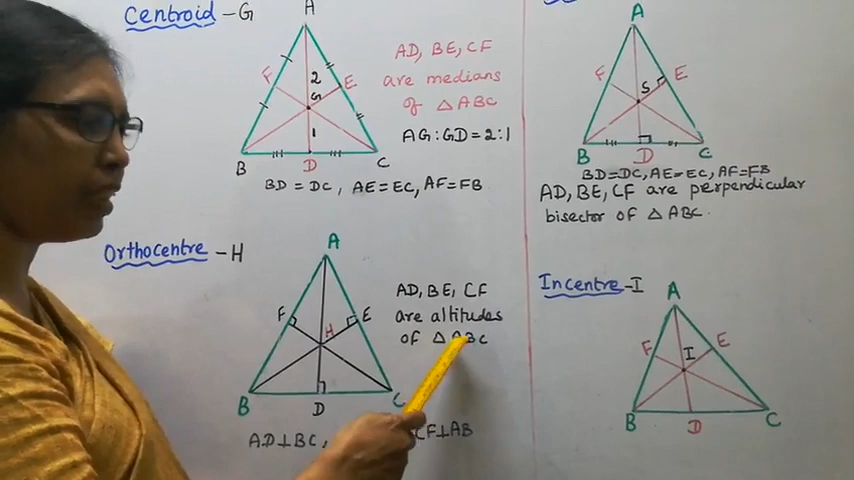 Centroid - G
A
F
2
G
E
1
B
D
C
AD, BE, CF
are medians
of △ABC
AG:GD=2:1
BD = DC, AE=EC, AF=FB
A
F
S
E
B
D
C
BD=DC, AE=EC, AF=FB
AD, BE, CF are perpendicular
bisector of △ABC.
Orthocentre - H
A
F
E
H
B
D
C
AD, BE, CF
are altitudes
of △ABC
AD⊥BC, CF⊥AB
Incentre - I
A
F
I
E
B
D
C